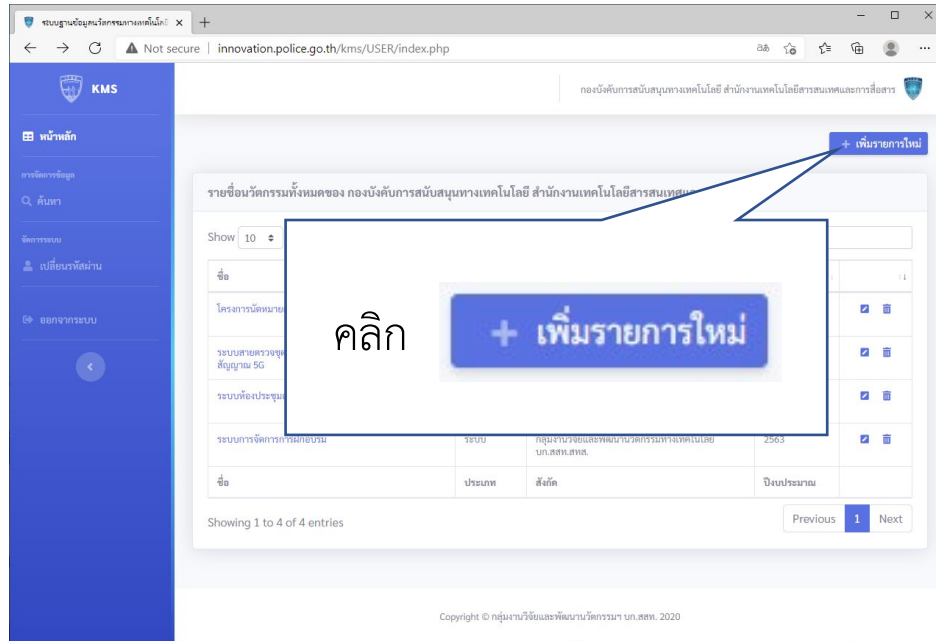 ระบบฐานข้อมูลนวัตกรรมทางเทคโนโลยี
Not secure | innovation.police.go.th/kms/USER/index.php
KMS
กองบังคับการสนับสนุนทางเทคโนโลยี สำนักงานเทคโนโลยีสารสนเทศและการสื่อสาร
หน้าหลัก
+ เพิ่มรายการใหม่
การจัดการข้อมูล
ค้นหา
รายชื่อนวัตกรรมทั้งหมดของ กองบังคับการสนับสนุนทางเทคโนโลยี สำนักงานเทคโนโลยีสารสนเทศ
จัดการระบบ
เปลี่ยนรหัสผ่าน
ออกจากระบบ
Show 10
ชื่อ
โครงการนัดหมาย
ระบบสายตรวจ
สัญญาณ 5G
ระบบห้องประชุม
คลิก
+ เพิ่มรายการใหม่
ระบบการจัดการการฝึกอบรม ระบบ กลุ่มงานวิจัยและพัฒนานวัตกรรมทางเทคโนโลยี 2563
บก.สสท.สทส.
ชื่อ ประเภท สังกัด ปีงบประมาณ
Showing 1 to 4 of 4 entries
Previous 1 Next
Copyright © กลุ่มงานวิจัยและพัฒนานวัตกรรมฯ บก.สสท. 2020